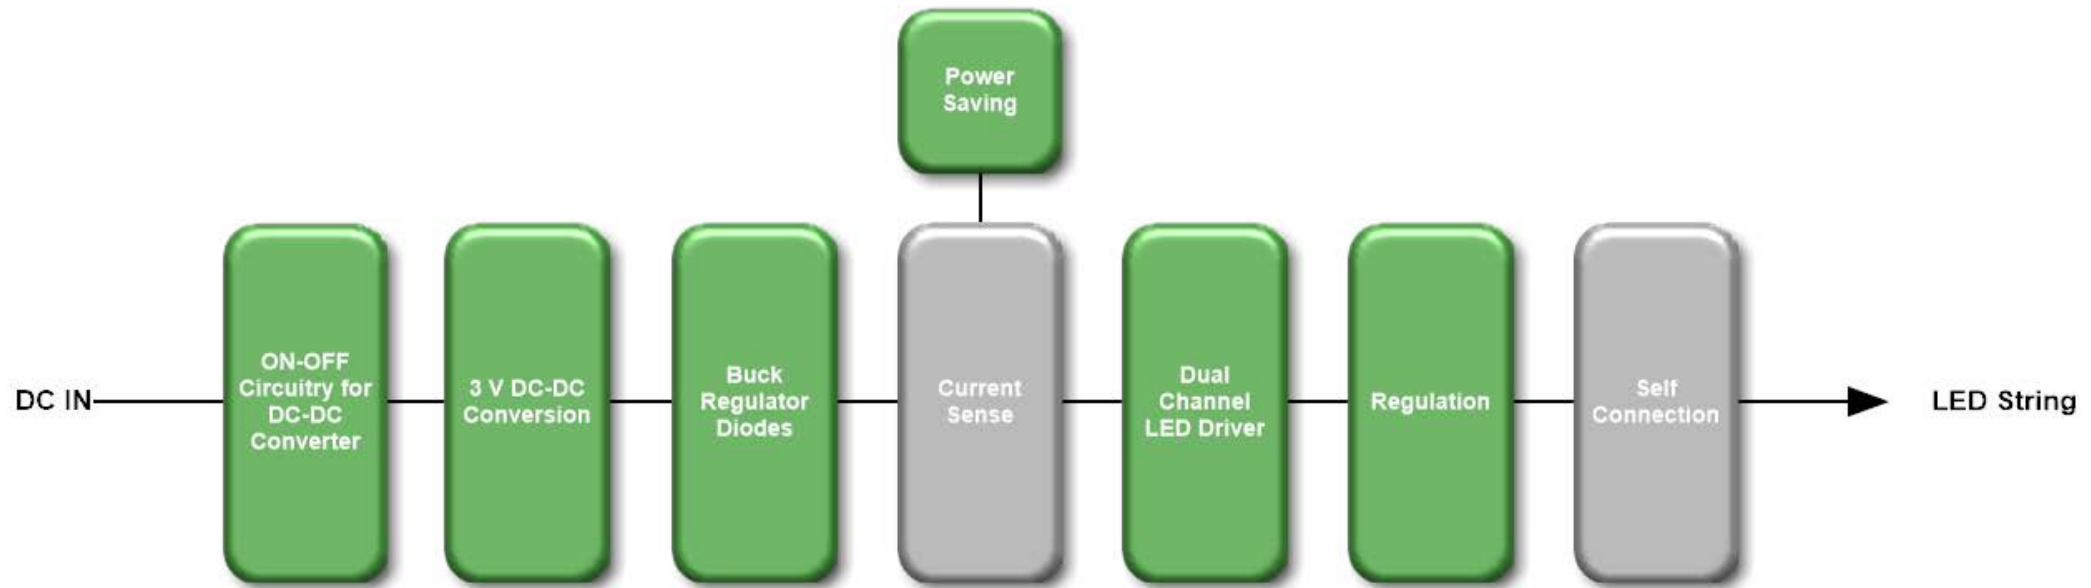 Power
Saving
DC IN
ON-OFF
Circuitry for
DC-DC
Converter
3 V DC-DC
Conversion
Buck
Regulator
Diodes
Current
Sense
Dual
Channel
LED Driver
Regulation
Self
Connection
LED String